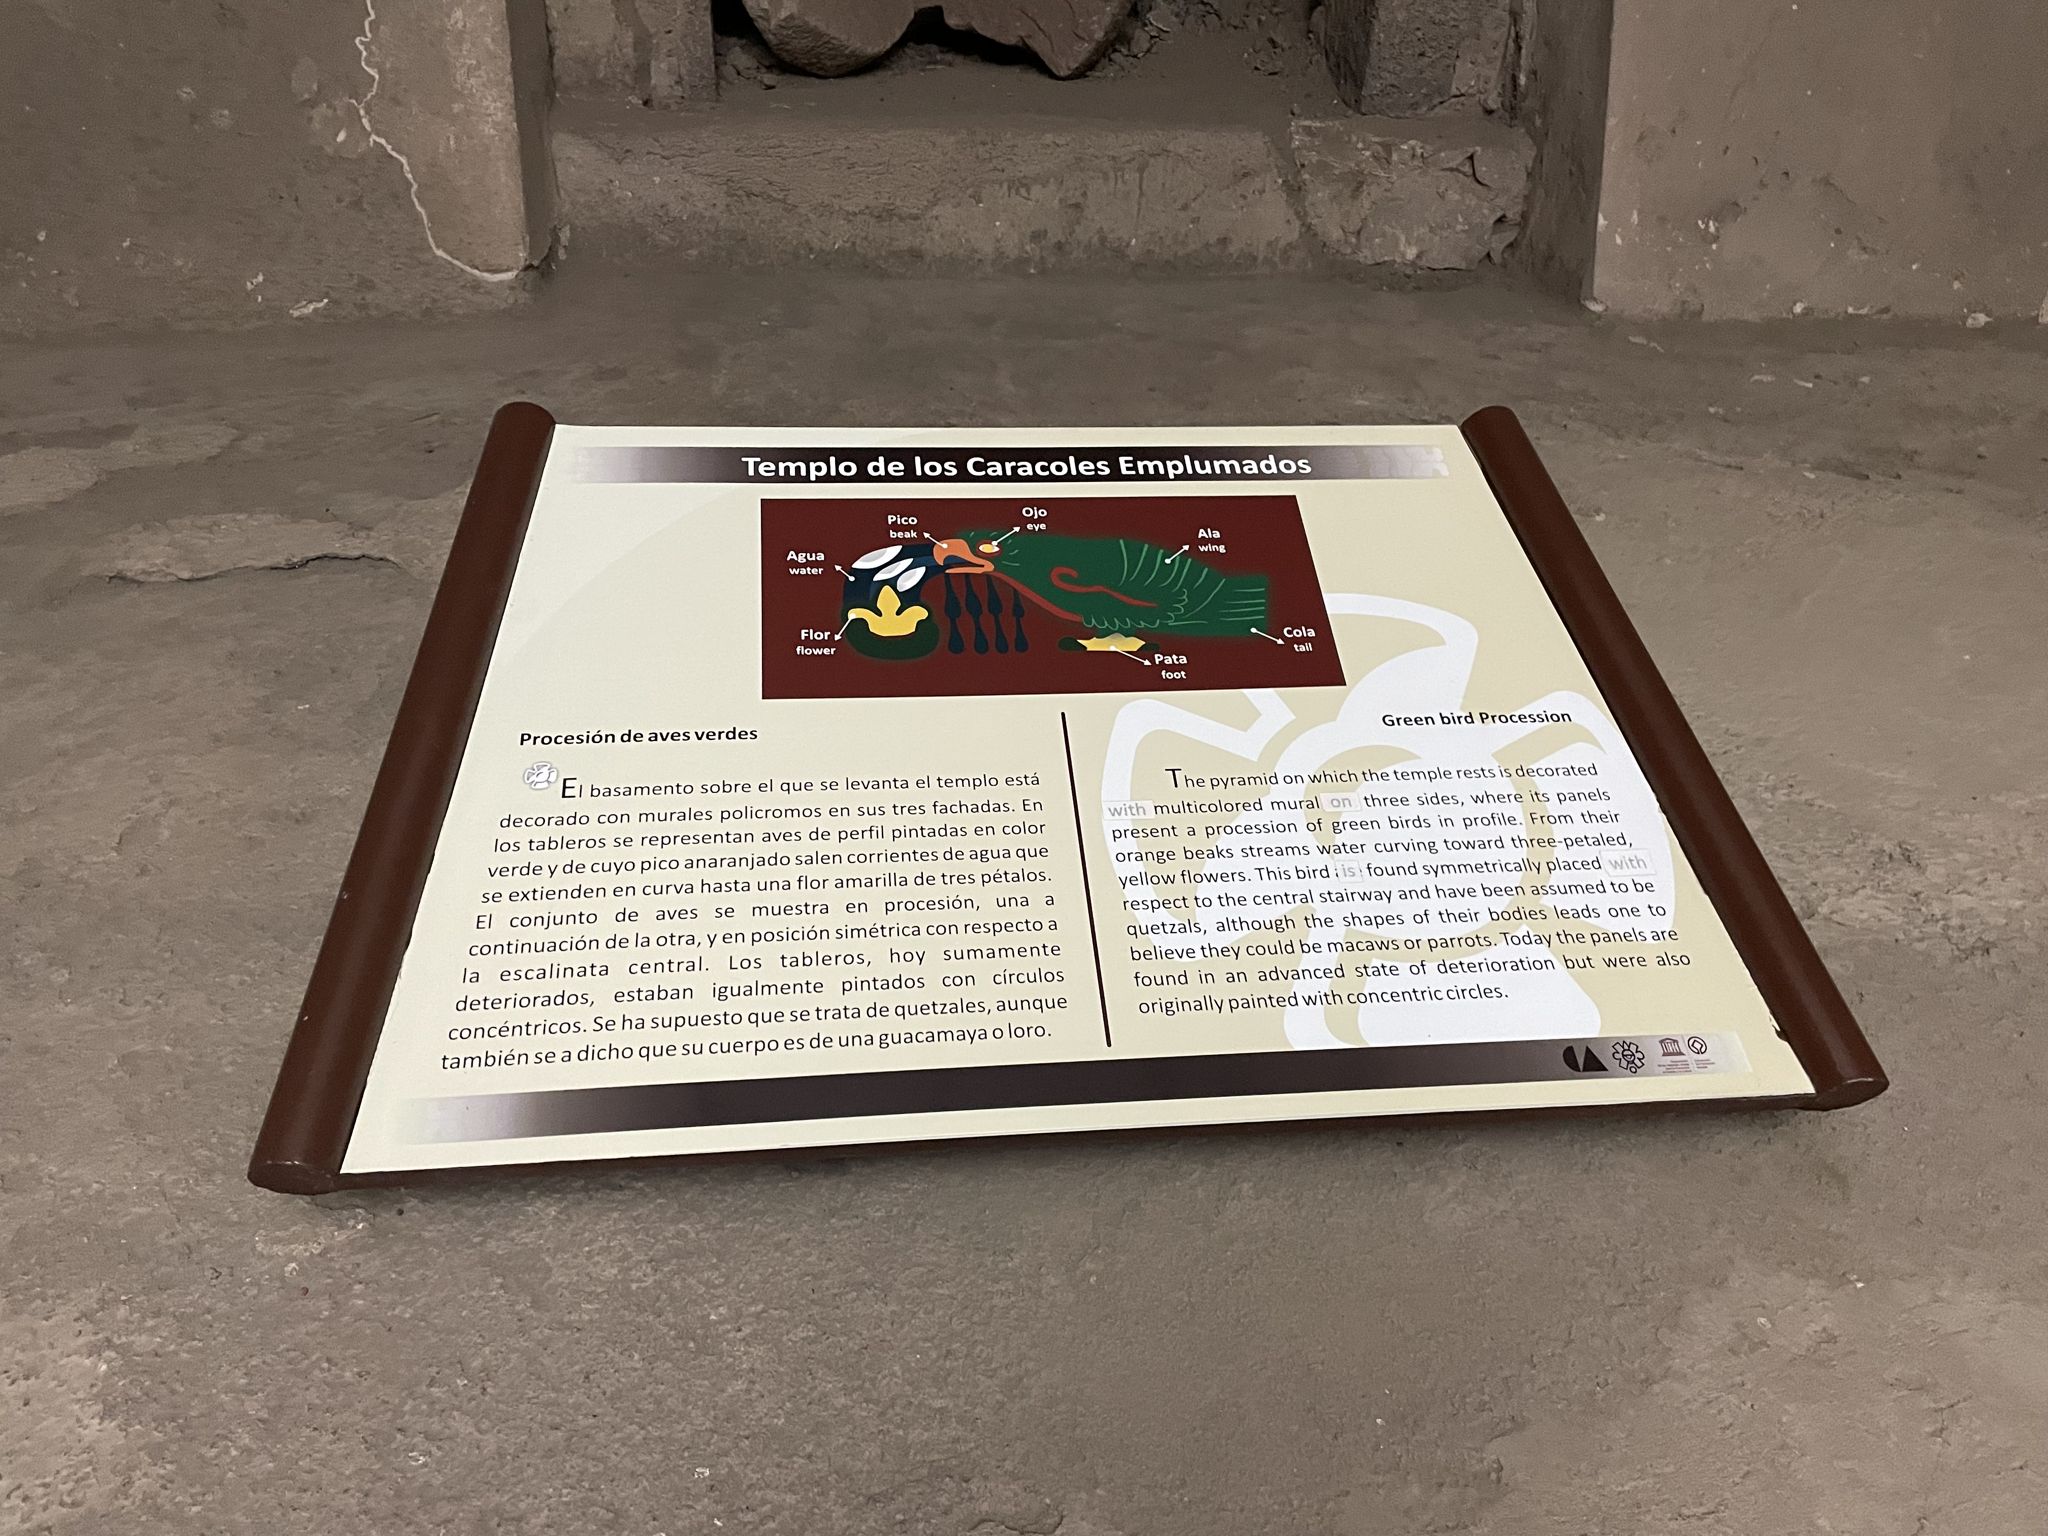 Templo de los Caracoles Emplumados
Pico
beak
Ojo
eye
Ala
wing
Agua
water
Flor
flower
Cola
tail
Pata
foot
Procesión de aves verdes
El basamento sobre el que se levanta el templo está
decorado con murales policromos en sus tres fachadas. En
los tableros se representan aves de perfil pintadas en color
verde y de cuyo pico anaranjado salen corrientes de agua que
se extienden en curva hasta una flor amarilla de tres pétalos.
El conjunto de aves se muestra en procesión, una a
continuación de la otra, y en posición simétrica con respecto a
la escalinata central. Los tableros, hoy sumamente
deteriorados, estaban igualmente pintados con círculos
concéntricos. Se ha supuesto que se trata de quetzales, aunque
también se a dicho que su cuerpo es de una guacamaya o loro.
Green bird Procession
The pyramid on which the temple rests is decorated
with multicolored mural on three sides, where its panels
present a procession of green birds in profile. From their
orange beaks streams water curving toward three-petaled,
yellow flowers. This bird is found symmetrically placed with
respect to the central stairway and have been assumed to be
quetzals, although the shapes of their bodies leads one to
believe they could be macaws or parrots. Today the panels are
found in an advanced state of deterioration but were also
originally painted with concentric circles.